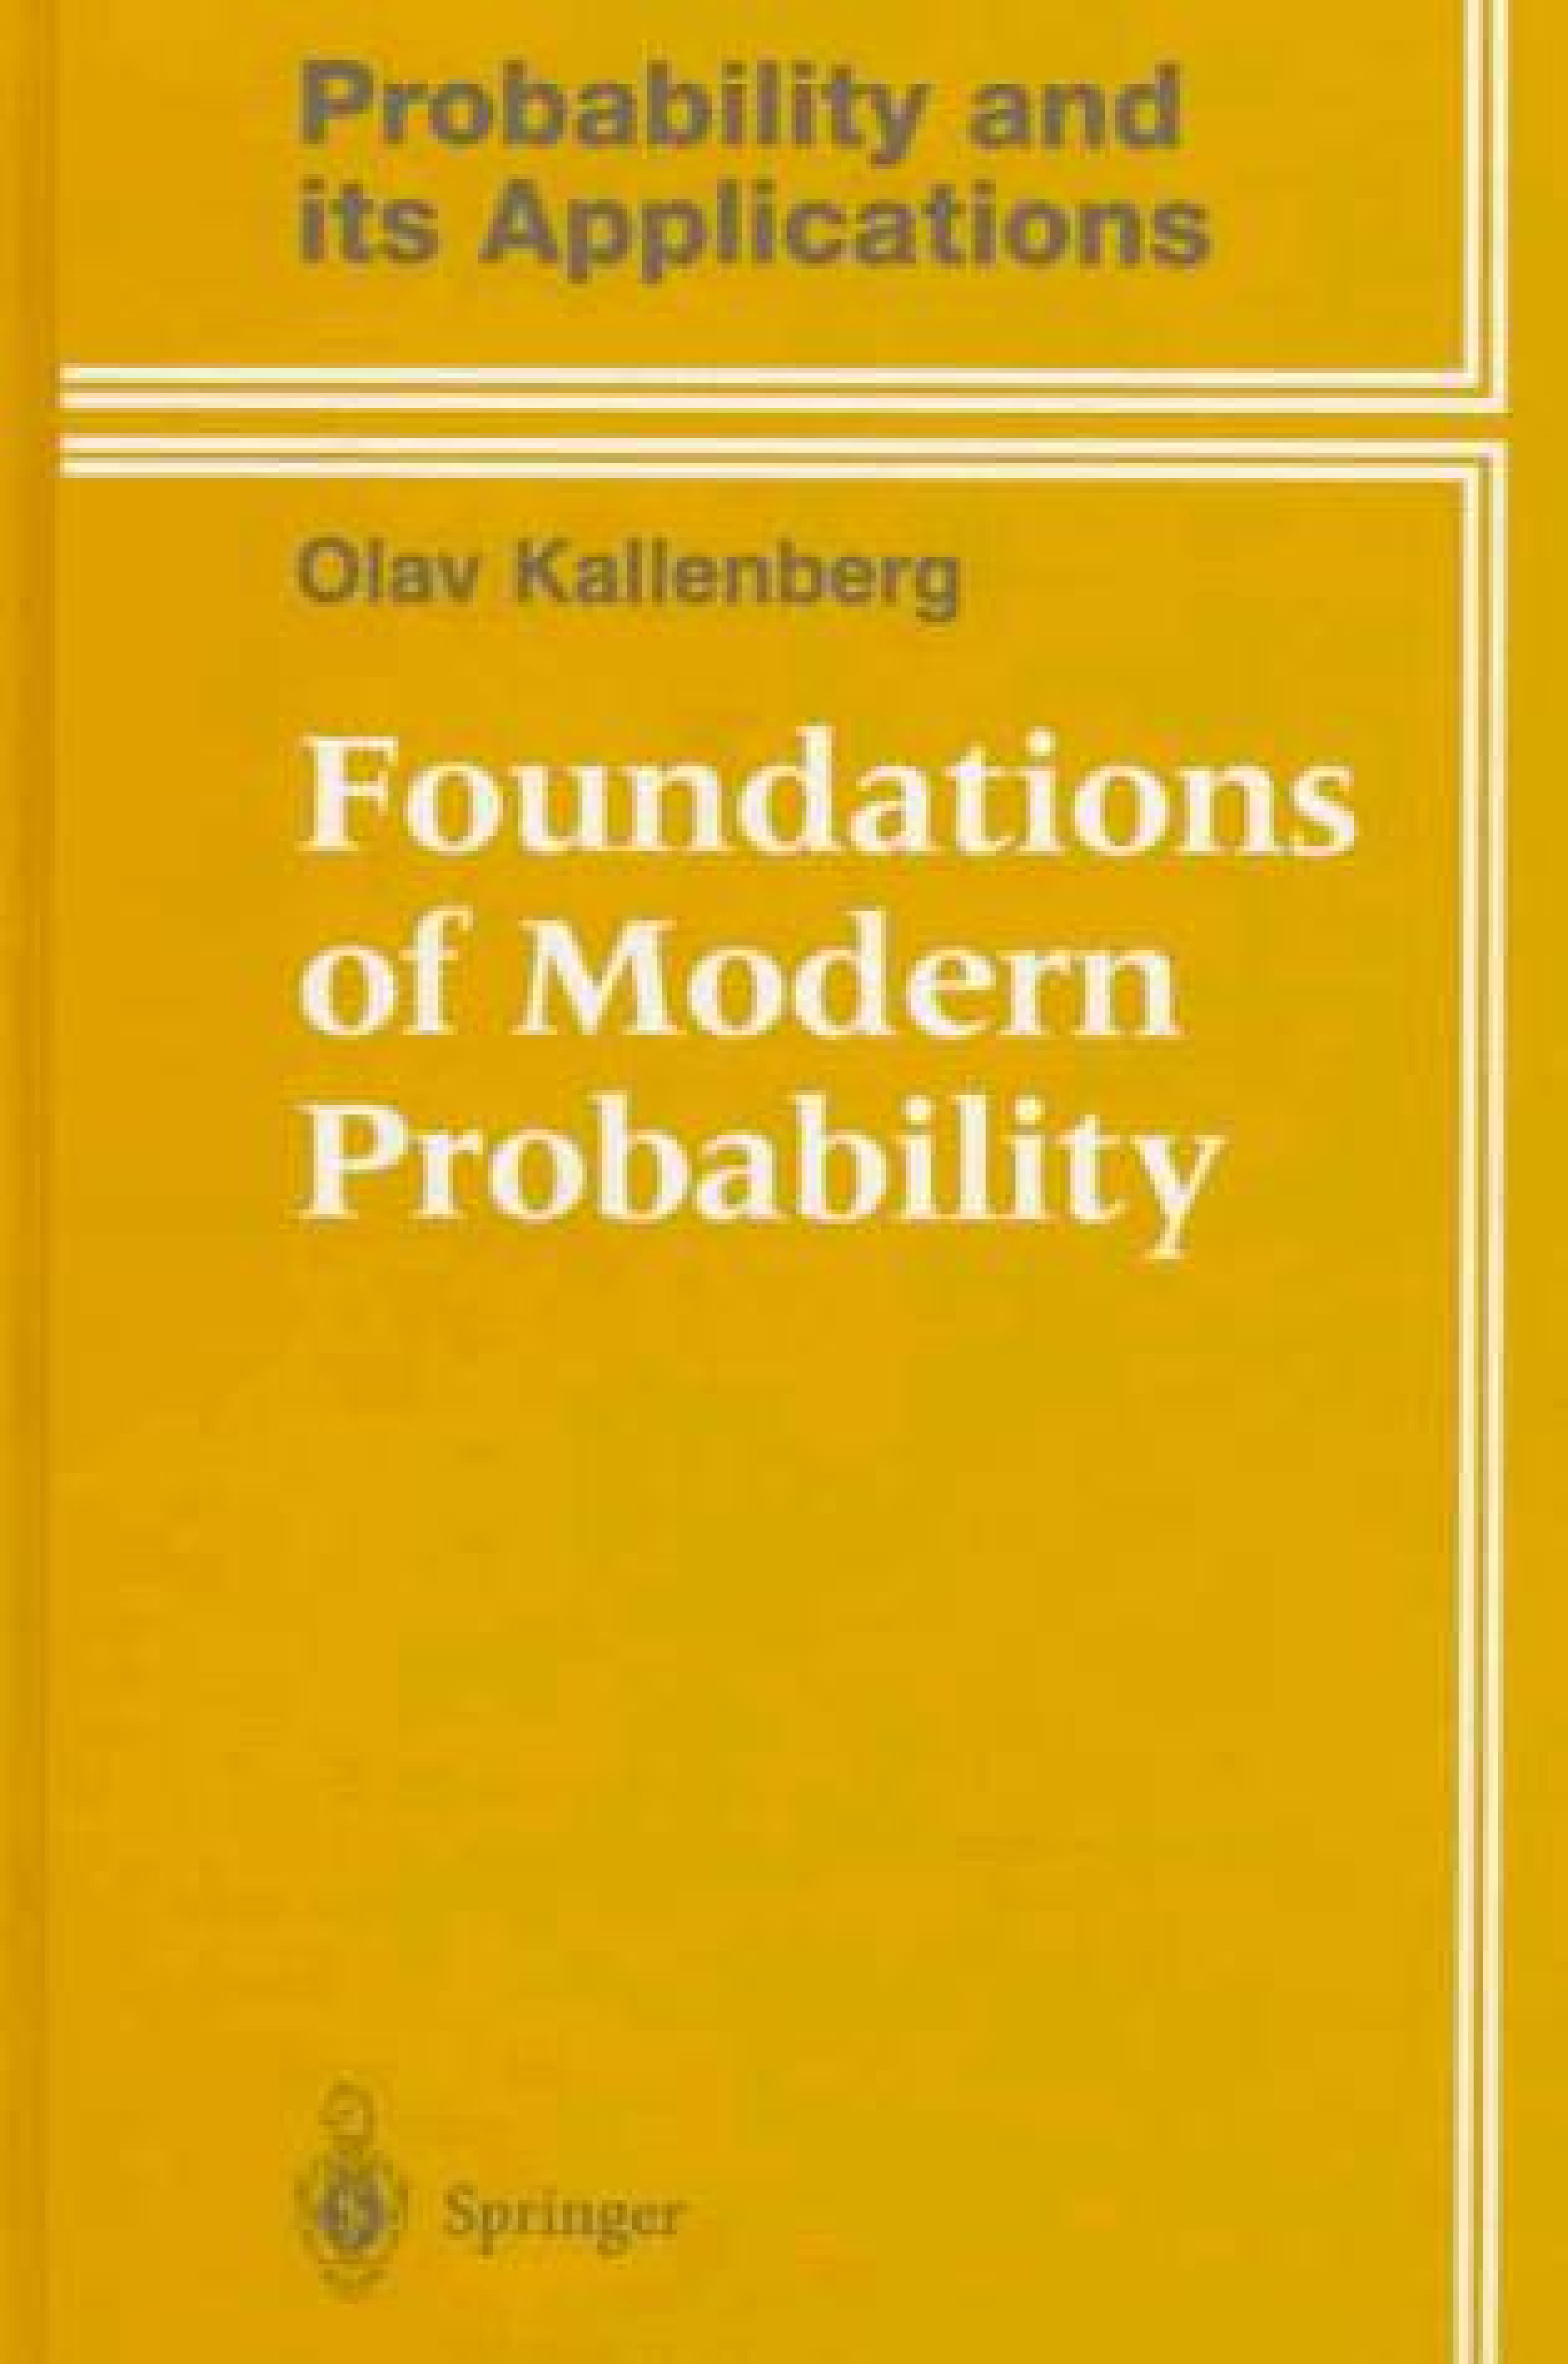 Probability and
its Applications
Olav Kallenberg
Foundations
of Modern
Probability
Springer